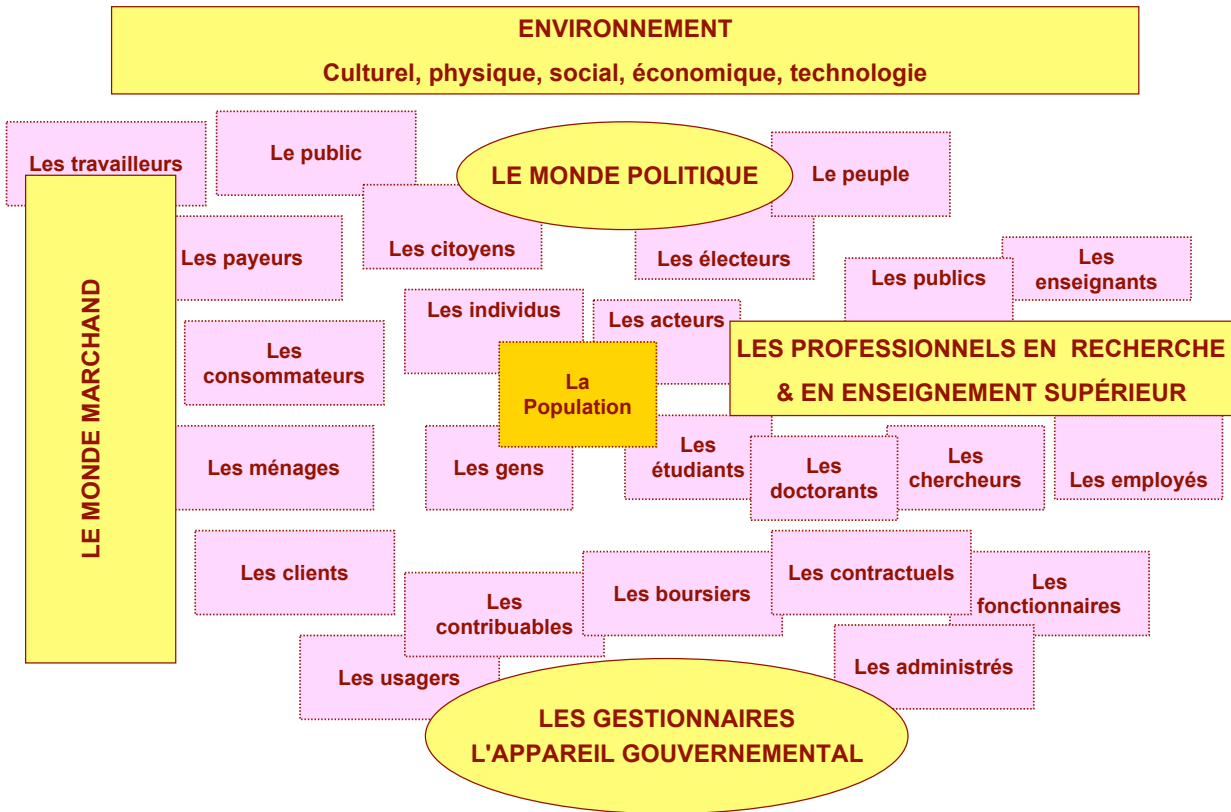 ENVIRONNEMENT
Culturel, physique, social, économique, technologie
Les travailleurs
Le public
LE MONDE POLITIQUE
Le peuple
Les payeurs
Les citoyens
Les électeurs
Les publics
Les
enseignants
LE MONDE MARCHAND
Les individus
Les acteurs
Les
consommateurs
La
Population
LES PROFESSIONNELS EN RECHERCHE
& EN ENSEIGNEMENT SUPÉRIEUR
Les ménages
Les gens
Les
étudiants
Les
doctorants
Les
chercheurs
Les employés
Les clients
Les
contribuables
Les boursiers
Les contractuels
Les
fonctionnaires
Les usagers
Les administrés
LES GESTIONNAIRES
L'APPAREIL GOUVERNEMENTAL